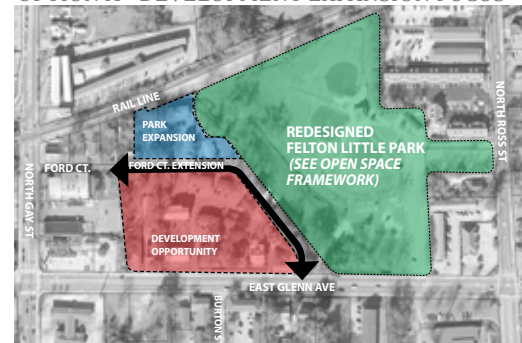 RAIL LINE
PARK
EXPANSION
REDESIGNED
FELTON LITTLE PARK
(SEE OPEN SPACE
FRAMEWORK)
NORTH ROSS ST
NORTH GAY ST
FORD CT.
FORD CT. EXTENSION
DEVELOPMENT
OPPORTUNITY
EAST GLENN AVE
BURTON S